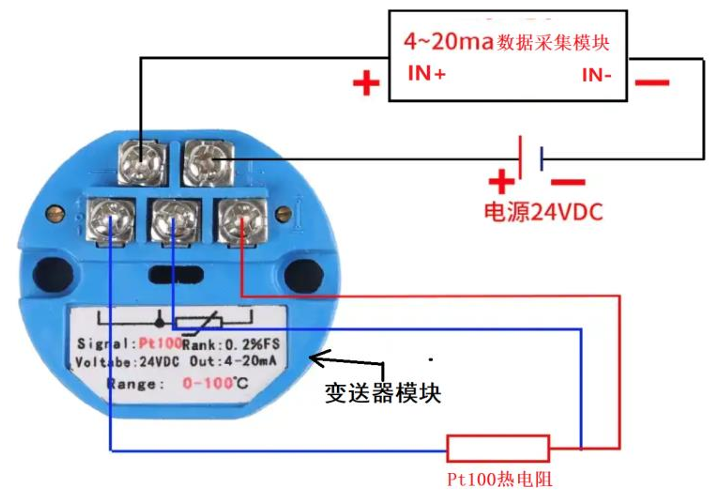 4~20ma数据采集模块
IN+ IN-
+ −
+ −
电源24VDC
Signal:Pt100 Rank:0.2%FS
Voltabe:24VDC Out:4-20mA
Range: 0-100℃
变送器模块
Pt100热电阻